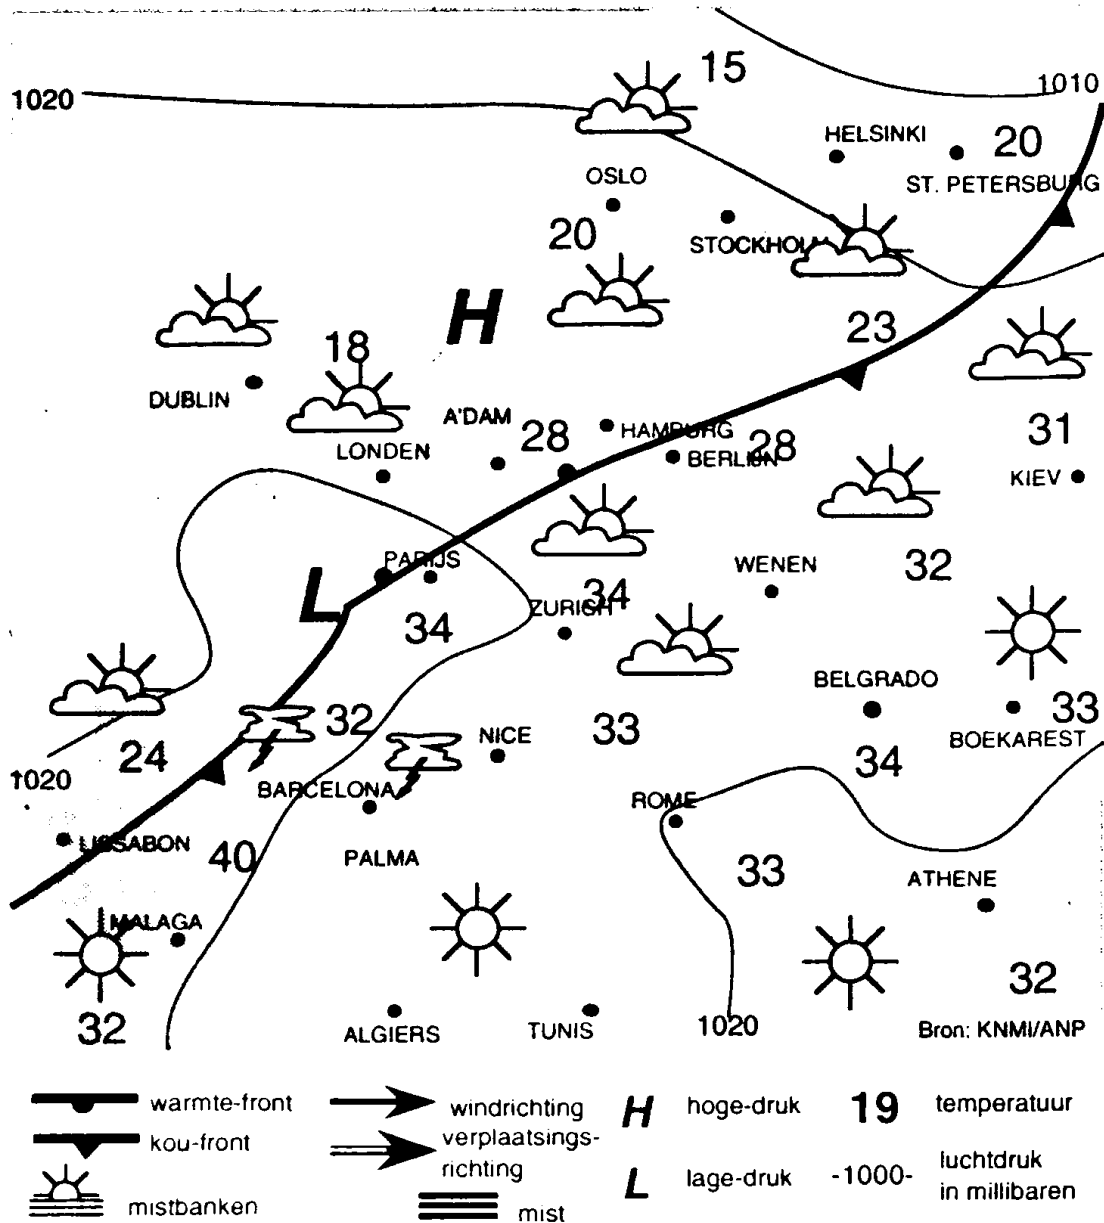 15
1020
1010
HELSINKI
20
OSLO
ST. PETERSBURG
20
STOCKHOLM
H
23
18
DUBLIN
A'DAM
28
HAMBURG
28
31
LONDEN
BERLIJN
KIEV
PARIJS
WENEN
32
L
34
34
ZURICH
BELGRADO
32
33
33
24
NICE
BOEKAREST
1020
34
BARCELONA
ROME
LISSABON
40
PALMA
33
ATHENE
MALAGA
32
32
ALGIERS
TUNIS
1020
Bron: KNMI/ANP
warmte-front
windrichting
H hoge-druk
19 temperatuur
kou-front
verplaatsings-
richting
L lage-druk
-1000- luchtdruk
in millibaren
mistbanken
mist